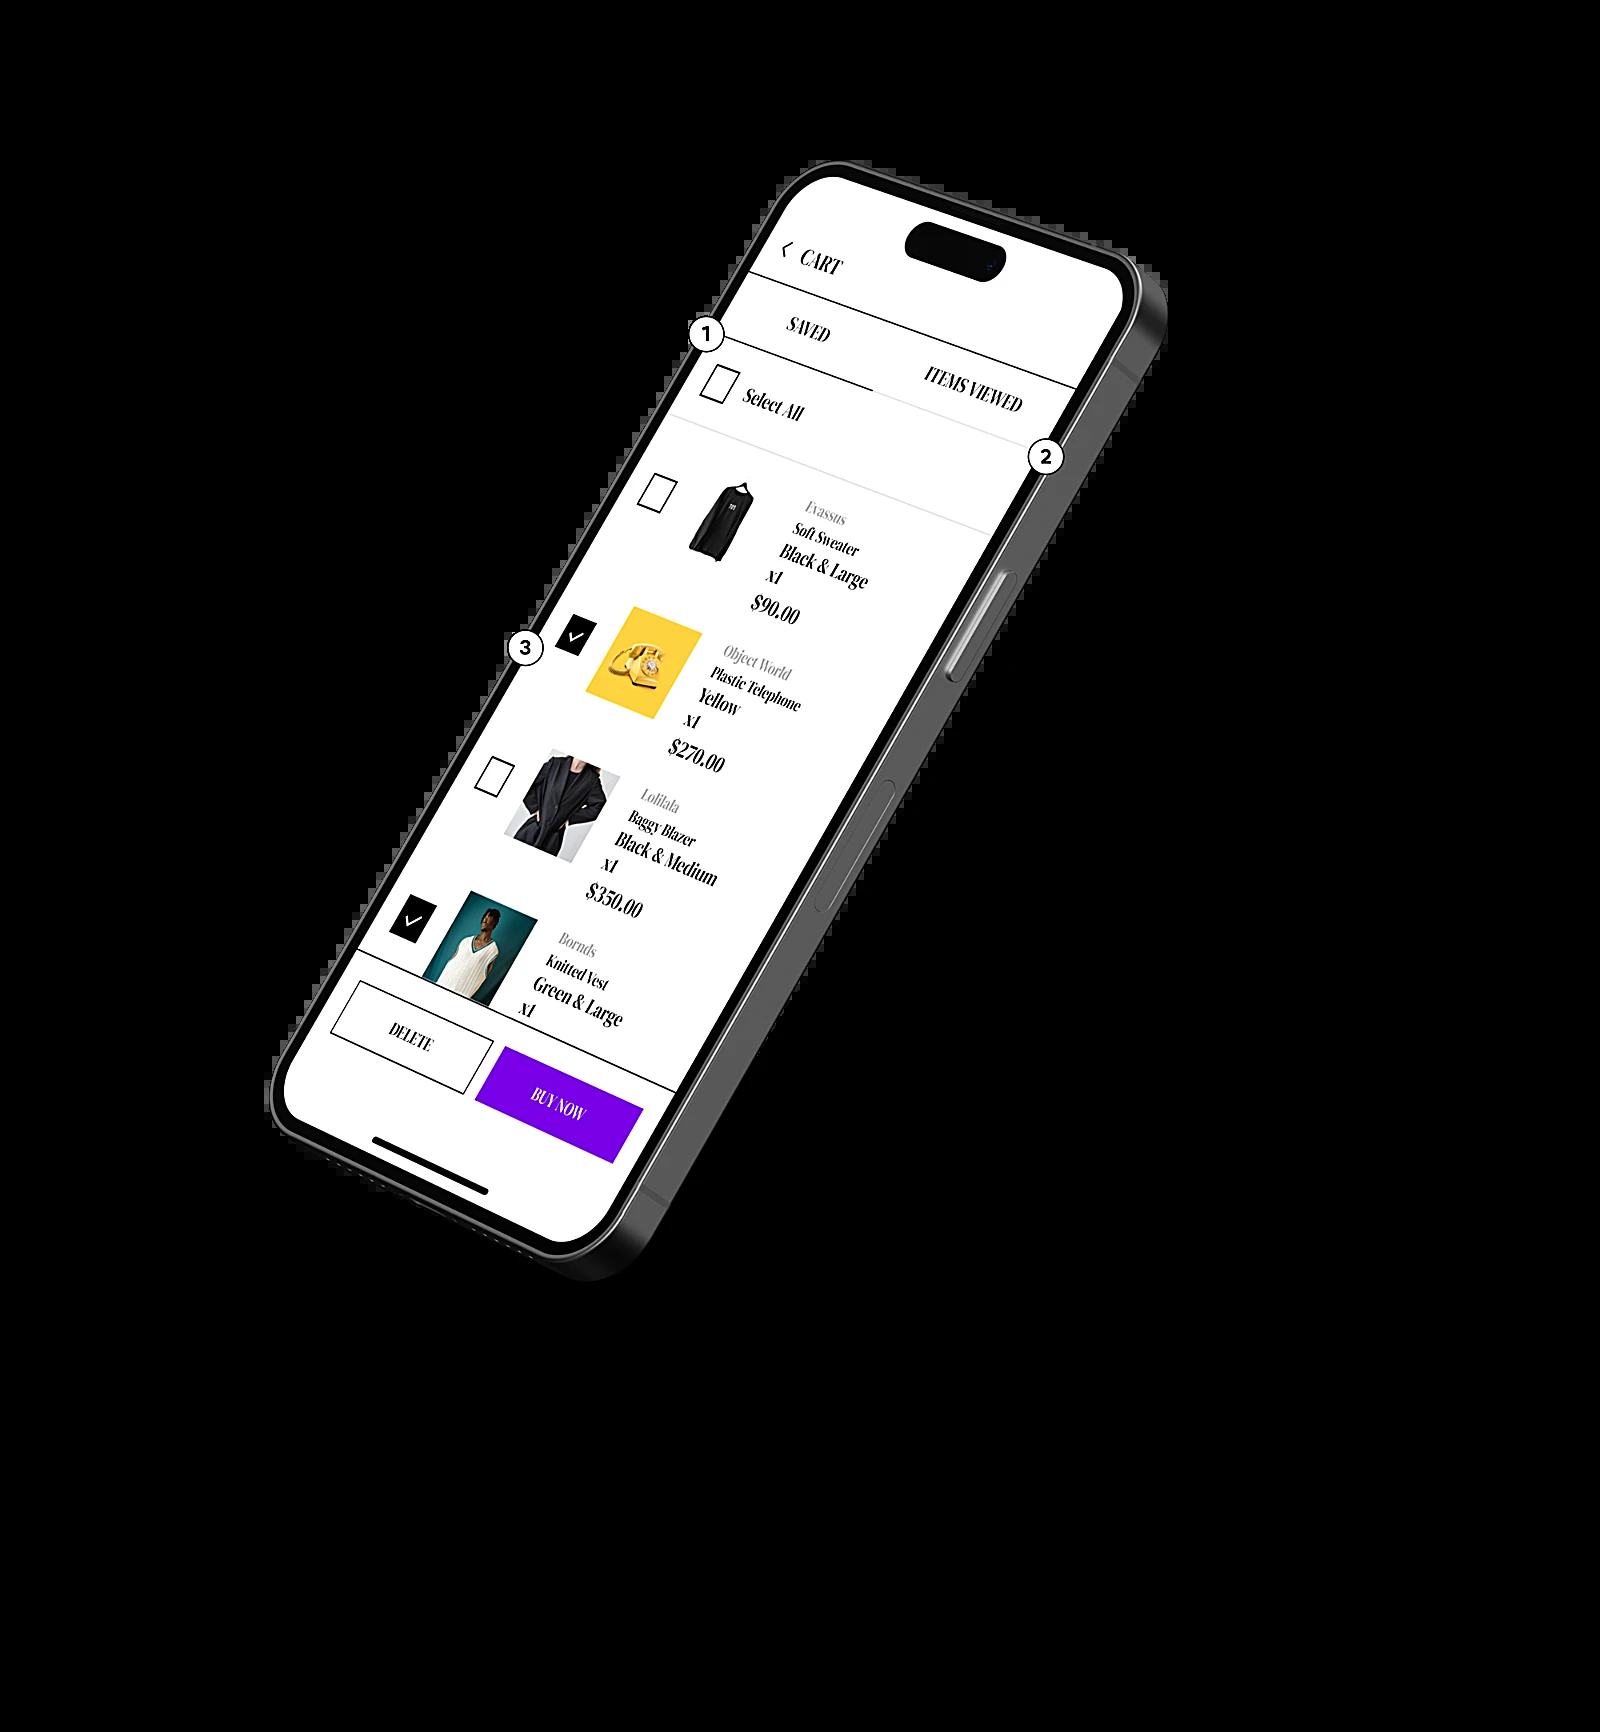 CART
SAVED
ITEMS VIEWED
1
Select All
2
Exassus
Soft Sweater
Black & Large
x1
$90.00
3
Object World
Plastic Telephone
Yellow
x1
$270.00
Lolilala
Baggy Blazer
Black & Medium
x1
$350.00
Bornds
Knitted Vest
Green & Large
x1
DELETE
BUY NOW